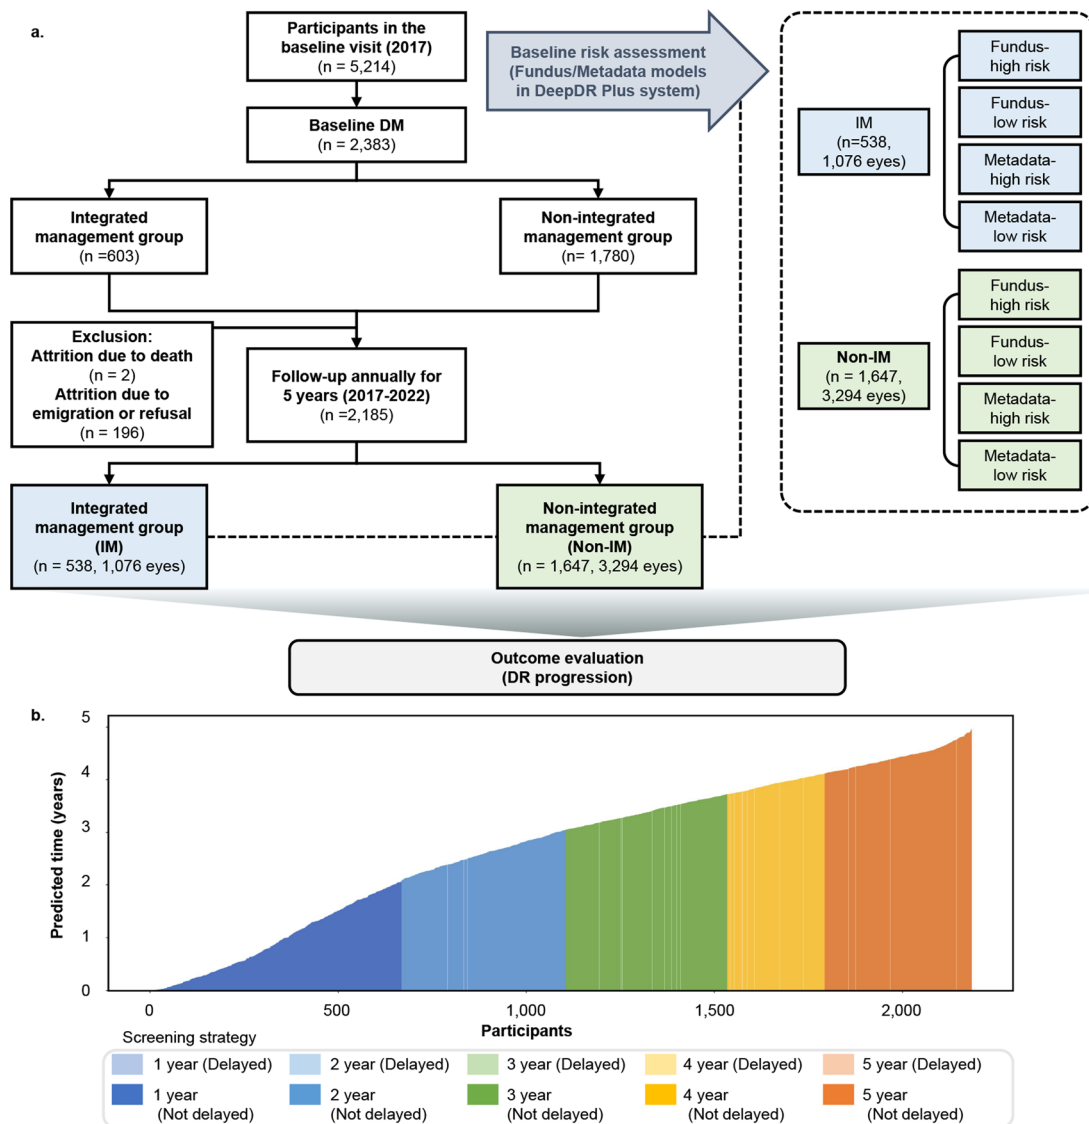 a.
Participants in
the baseline visit (2017)
(n = 5,214)
Baseline DM
(n = 2,383)
Integrated
management group
(n =603)
Non-integrated
management group
(n= 1,780)
Exclusion:
Attrition due to death
(n = 2)
Attrition due to
emigration or refusal
(n = 196)
Follow-up annually for
5 years (2017-2022)
(n =2,185)
Integrated
management group
(IM)
(n = 538, 1,076 eyes)
Non-integrated
management group
(Non-IM)
(n = 1,647, 3,294 eyes)
Baseline risk assessment
(Fundus/Metadata models
in DeepDR Plus system)
IM
(n=538,
1,076 eyes)
Fundus-
high risk
Fundus-
low risk
Metadata-
high risk
Metadata-
low risk
Non-IM
(n = 1,647,
3,294 eyes)
Fundus-
high risk
Fundus-
low risk
Metadata-
high risk
Metadata-
low risk
Outcome evaluation
(DR progression)
b.
Predicted time (years)
5
4
3
2
1
0
0
500
1,000
1,500
2,000
Participants
Screening strategy
1 year (Delayed)
2 year (Delayed)
3 year (Delayed)
4 year (Delayed)
5 year (Delayed)
1 year
(Not delayed)
2 year
(Not delayed)
3 year
(Not delayed)
4 year
(Not delayed)
5 year
(Not delayed)